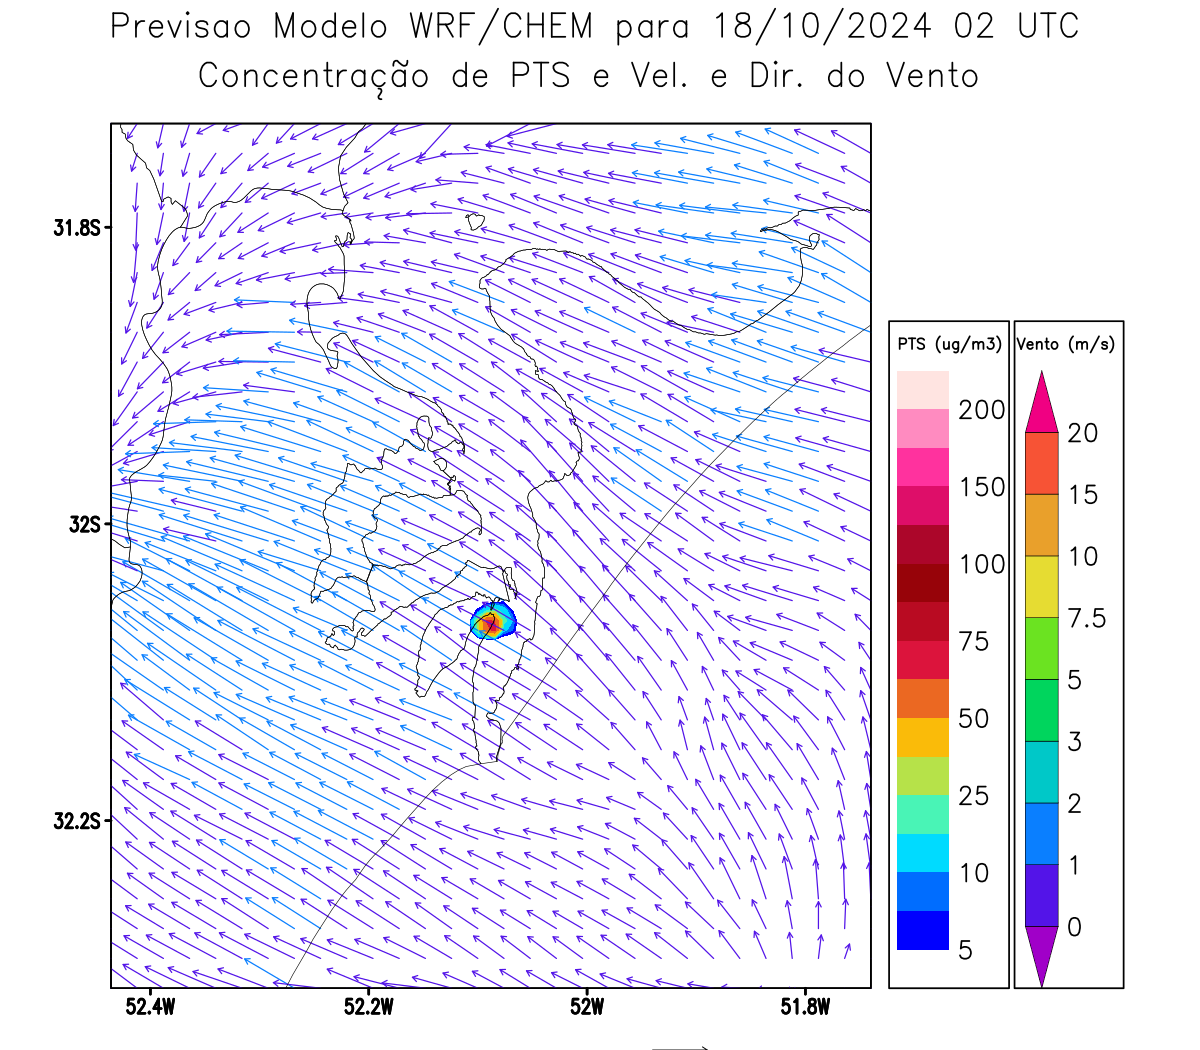 Previsao Modelo WRF/CHEM para 18/10/2024 02 UTC
Concentração de PTS e Vel. e Dir. do Vento
31.8S
32S
32.2S
52.4W 52.2W 52W 51.8W
PTS (ug/m3)
200
150
100
75
50
25
10
5
Vento (m/s)
20
15
10
7.5
5
3
2
1
0